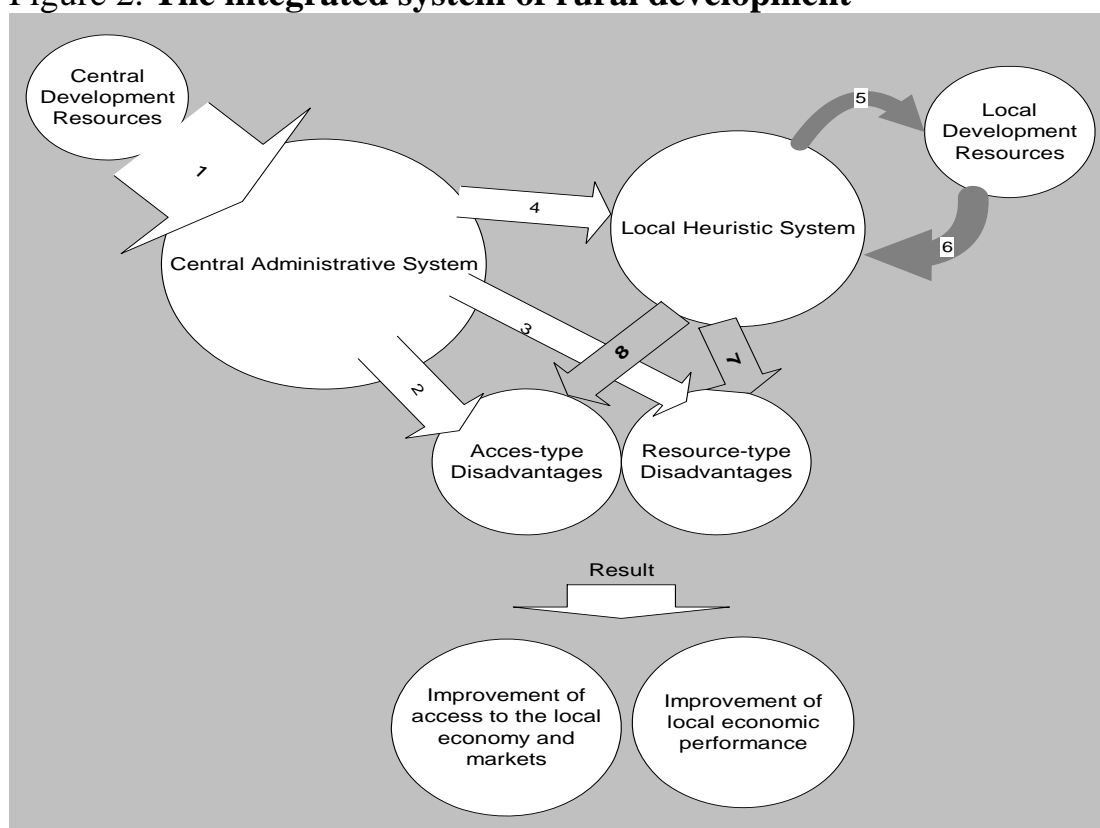 Figure 2. The integrated system of rural development
Central
Development
Resources
1
5
Local
Development
Resources
4
Local Heuristic System
6
Central Administrative System
3
8
7
2
Acces-type
Disadvantages
Resource-type
Disadvantages
Result
Improvement of
access to the local
economy and
markets
Improvement of
local economic
performance